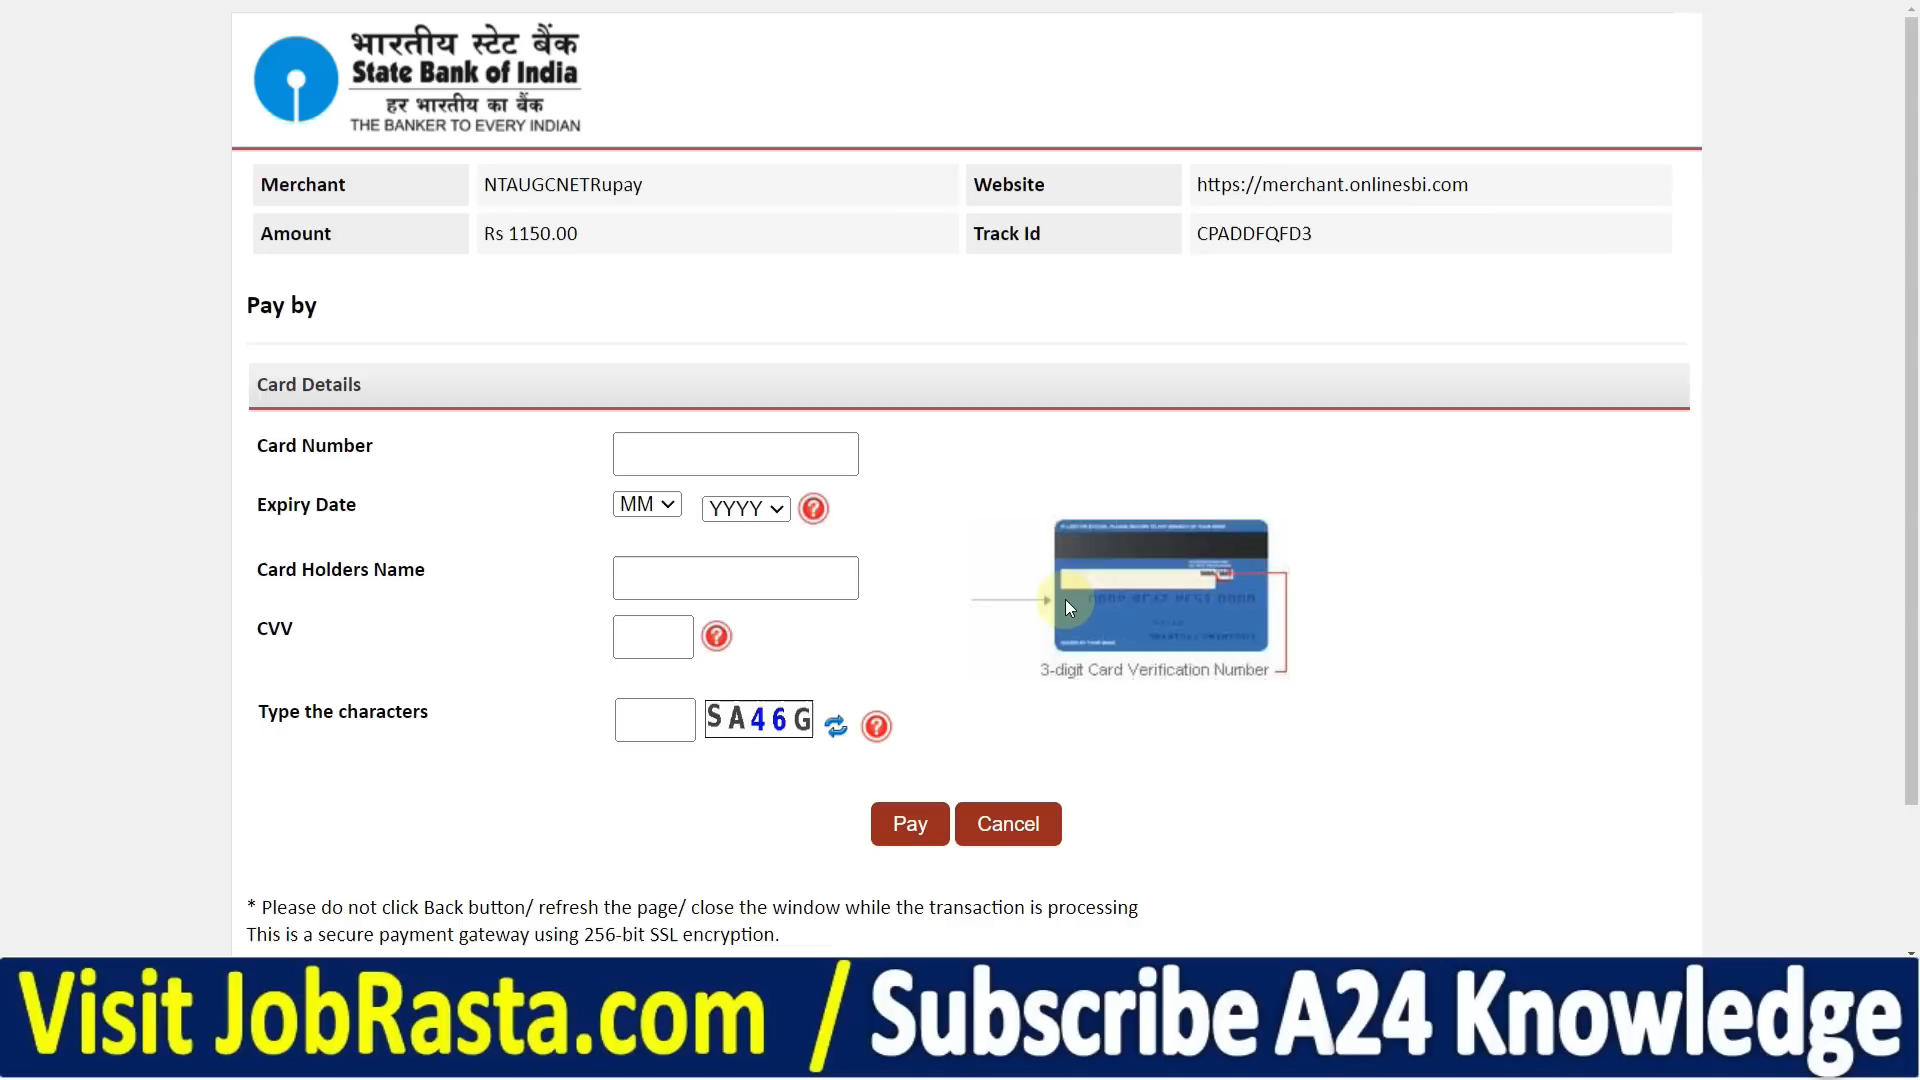 भारतीय स्टेट बैंक
State Bank of India
हर भारतीय का बैंक
THE BANKER TO EVERY INDIAN
Merchant NTAUGCNETRupay Website https://merchant.onlinesbi.com
Amount Rs 1150.00 Track Id CPADDFQFD3
Pay by
Card Details
Card Number
Expiry Date MM YYYY ?
Card Holders Name
CVV ?
3-digit Card Verification Number
Type the characters SA46G ?
Pay Cancel
* Please do not click Back button/ refresh the page/ close the window while the transaction is processing
This is a secure payment gateway using 256-bit SSL encryption.
Visit JobRasta.com / Subscribe A24 Knowledge